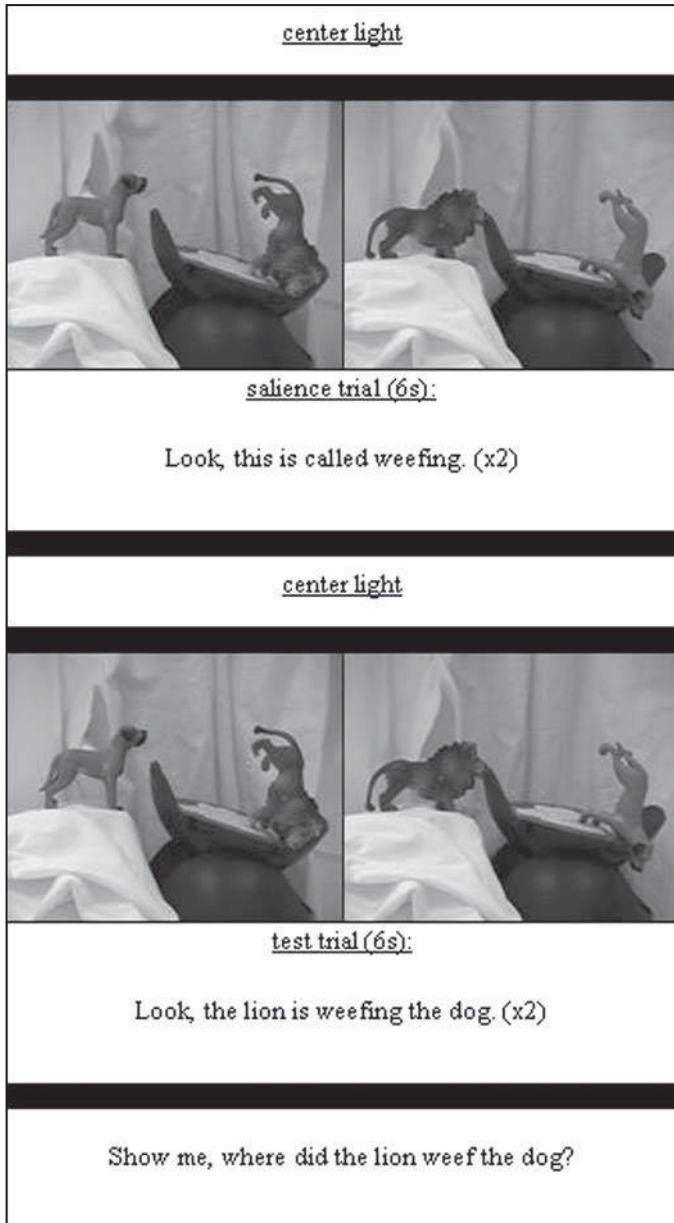 center light
salience trial (6s):
Look, this is called weefing. (x2)
center light
test trial (6s):
Look, the lion is weefing the dog. (x2)
Show me, where did the lion weef the dog?